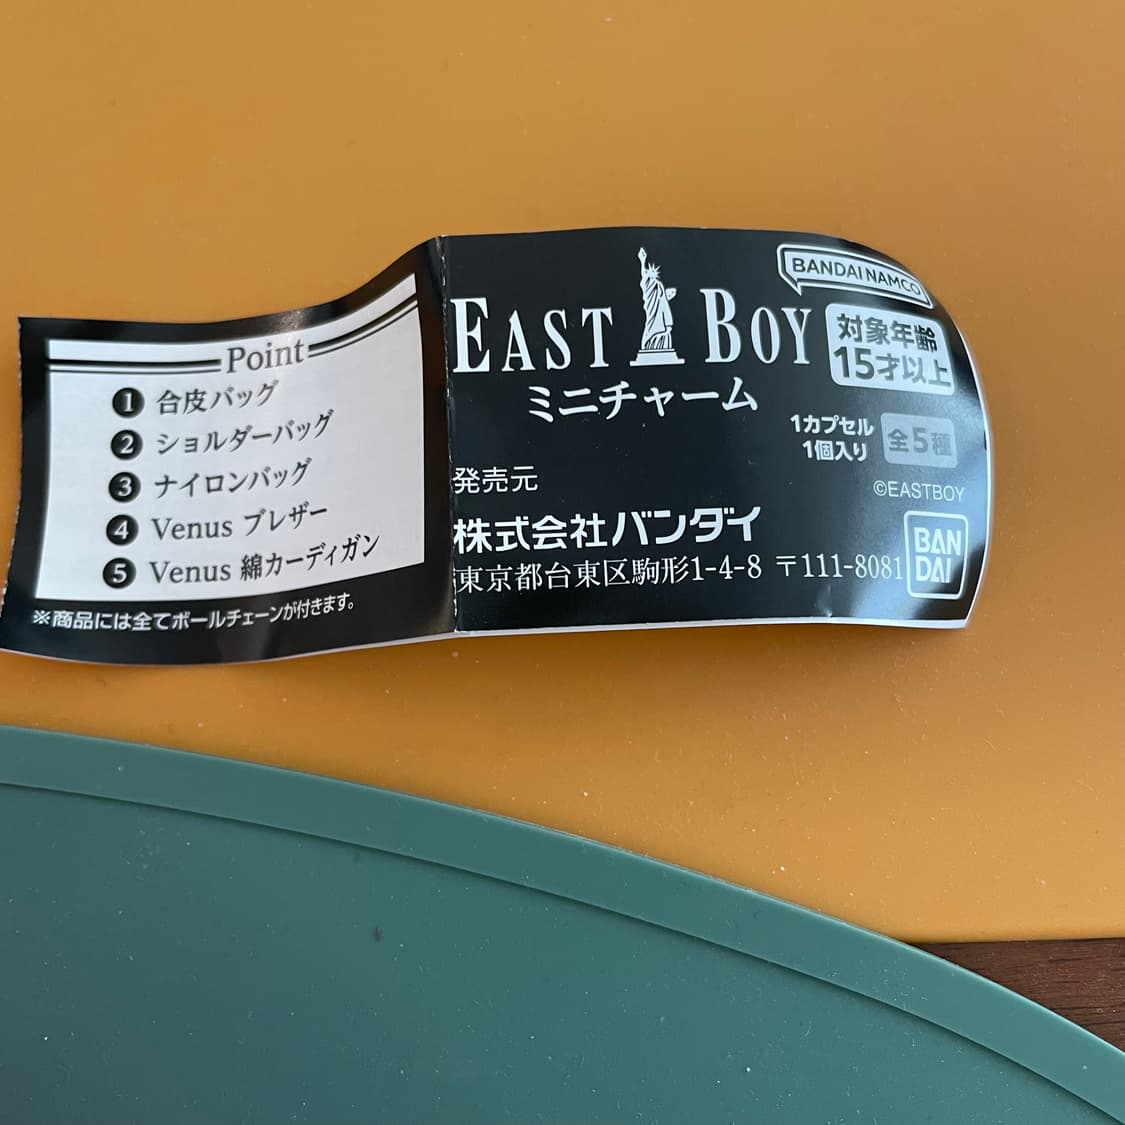 Point
❶ 合皮バッグ
❷ ショルダーバッグ
❸ ナイロンバッグ
❹ Venus ブレザー
❺ Venus 綿カーディガン
※商品には全てボールチェーンが付きます。
EAST BOY
ミニチャーム
BANDAI NAMCO
対象年齢
15才以上
1カプセル
1個入り
全5種
©EASTBOY
発売元
株式会社バンダイ
東京都台東区駒形1-4-8 〒111-8081
BAN
DAI